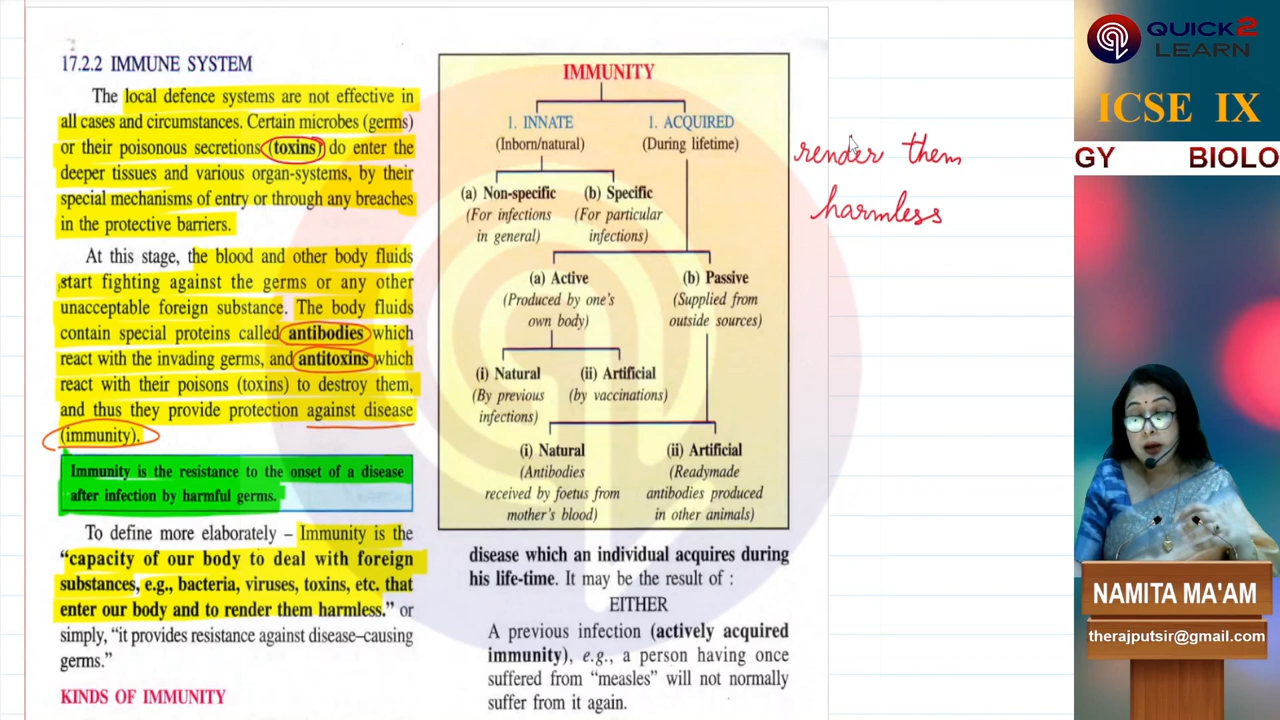 17.2.2 IMMUNE SYSTEM
The local defence systems are not effective in
all cases and circumstances. Certain microbes (germs)
or their poisonous secretions (toxins) do enter the
deeper tissues and various organ-systems, by their
special mechanisms of entry or through any breaches
in the protective barriers.
At this stage, the blood and other body fluids
start fighting against the germs or any other
unacceptable foreign substance. The body fluids
contain special proteins called antibodies which
react with the invading germs, and antitoxins which
react with their poisons (toxins) to destroy them,
and thus they provide protection against disease
(immunity).
Immunity is the resistance to the onset of a disease
after infection by harmful germs.
To define more elaborately – Immunity is the
“capacity of our body to deal with foreign
substances, e.g., bacteria, viruses, toxins, etc. that
enter our body and to render them harmless.” or
simply, “it provides resistance against disease–causing
germs.”
KINDS OF IMMUNITY
IMMUNITY
1. INNATE
(Inborn/natural)
1. ACQUIRED
(During lifetime)
(a) Non-specific
(For infections
in general)
(b) Specific
(For particular
infections)
(a) Active
(Produced by one's
own body)
(b) Passive
(Supplied from
outside sources)
(i) Natural
(By previous
infections)
(ii) Artificial
(by vaccinations)
(i) Natural
(Antibodies
received by foetus from
mother's blood)
(ii) Artificial
(Readymade
antibodies produced
in other animals)
disease which an individual acquires during
his life-time. It may be the result of :
EITHER
A previous infection (actively acquired
immunity), e.g., a person having once
suffered from “measles” will not normally
suffer from it again.
render them
harmless
QUICK2
LEARN
ICSE IX
GY BIOLO
NAMITA MA'AM
therajputsir@gmail.com